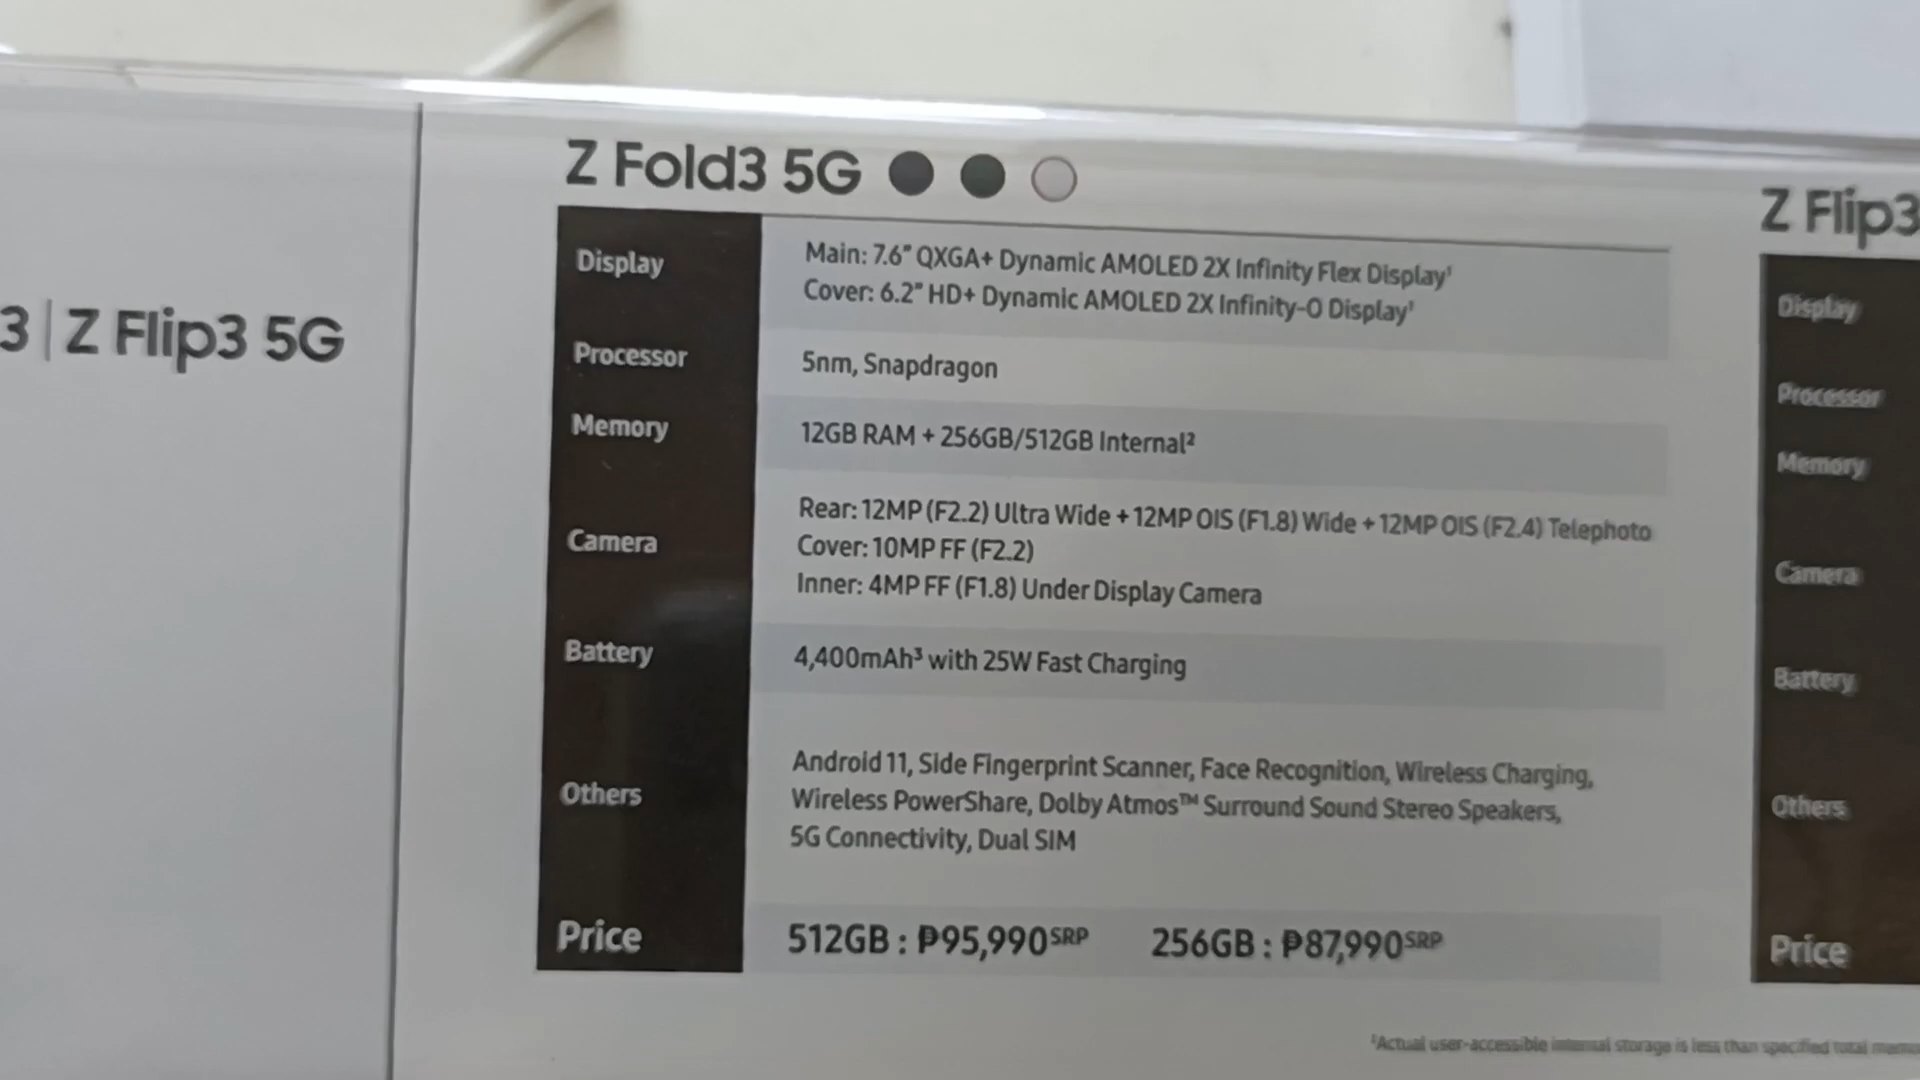 3 | Z Flip3 5G
Z Fold3 5G
Display
Main: 7.6” QXGA+ Dynamic AMOLED 2X Infinity Flex Display¹
Cover: 6.2” HD+ Dynamic AMOLED 2X Infinity-O Display¹
Processor
5nm, Snapdragon
Memory
12GB RAM + 256GB/512GB Internal²
Camera
Rear: 12MP (F2.2) Ultra Wide + 12MP OIS (F1.8) Wide + 12MP OIS (F2.4) Telephoto
Cover: 10MP FF (F2.2)
Inner: 4MP FF (F1.8) Under Display Camera
Battery
4,400mAh³ with 25W Fast Charging
Others
Android 11, Side Fingerprint Scanner, Face Recognition, Wireless Charging,
Wireless PowerShare, Dolby Atmos™ Surround Sound Stereo Speakers,
5G Connectivity, Dual SIM
Price
512GB : ₱95,990SRP 256GB : ₱87,990SRP
Z Flip3
Display
Processor
Memory
Camera
Battery
Others
Price
Actual user-accessible internal storage is less than specified total